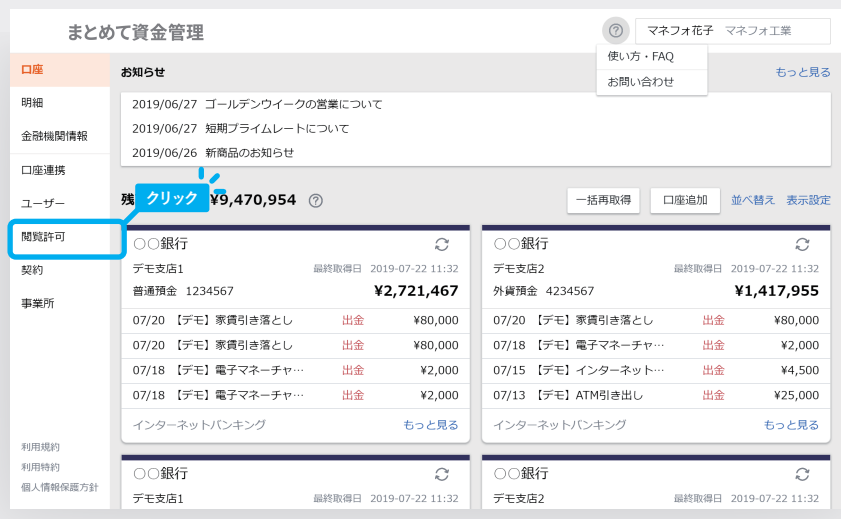 まとめて資金管理
マネフォ花子 マネフォ工業
使い方・FAQ
お問い合わせ
口座
明細
金融機関情報
口座連携
ユーザー
閲覧許可
契約
事業所
利用規約
利用特約
個人情報保護方針
お知らせ もっと見る
2019/06/27 ゴールデンウイークの営業について
2019/06/27 短期プライムレートについて
2019/06/26 新商品のお知らせ
クリック
残 ¥9,470,954
一括再取得 口座追加 並べ替え 表示設定
○○銀行
デモ支店1 最終取得日 2019-07-22 11:32
普通預金 1234567 ¥2,721,467
07/20 【デモ】家賃引き落とし 出金 ¥80,000
07/20 【デモ】家賃引き落とし 出金 ¥80,000
07/18 【デモ】電子マネーチャ… 出金 ¥2,000
07/18 【デモ】電子マネーチャ… 出金 ¥2,000
インターネットバンキング もっと見る
○○銀行
デモ支店2 最終取得日 2019-07-22 11:32
外貨預金 4234567 ¥1,417,955
07/20 【デモ】家賃引き落とし 出金 ¥80,000
07/18 【デモ】電子マネーチャ… 出金 ¥2,000
07/15 【デモ】インターネット… 出金 ¥4,500
07/13 【デモ】ATM引き出し 出金 ¥25,000
インターネットバンキング もっと見る
○○銀行
デモ支店1 最終取得日 2019-07-22 11:32
○○銀行
デモ支店2 最終取得日 2019-07-22 11:32